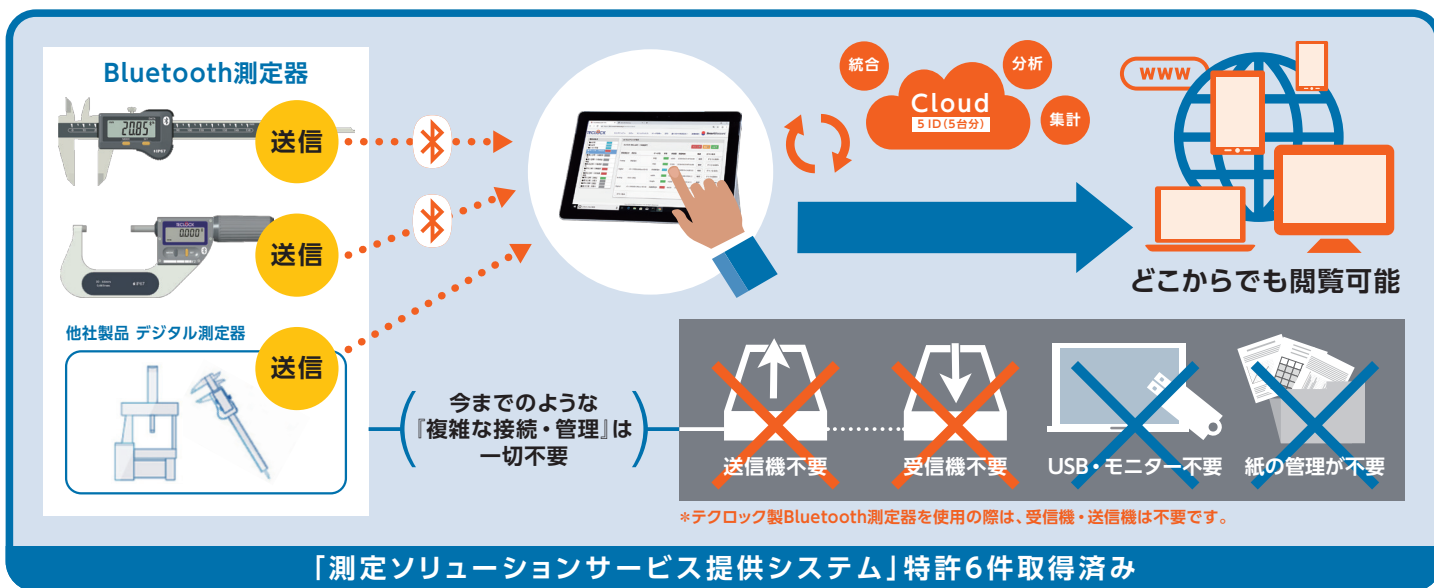 Bluetooth測定器
20.85
IP67
送信
TECLOCK
0.000
IP67
送信
他社製品 デジタル測定器
送信
TECLOCK
統合
分析
集計
Cloud
5 ID(5台分)
www
どこからでも閲覧可能
今までのような
『複雑な接続・管理』は
一切不要
送信機不要
受信機不要
USB・モニター不要
紙の管理が不要
*テクロック製Bluetooth測定器を使用の際は、受信機・送信機は不要です。
「測定ソリューションサービス提供システム」特許6件取得済み